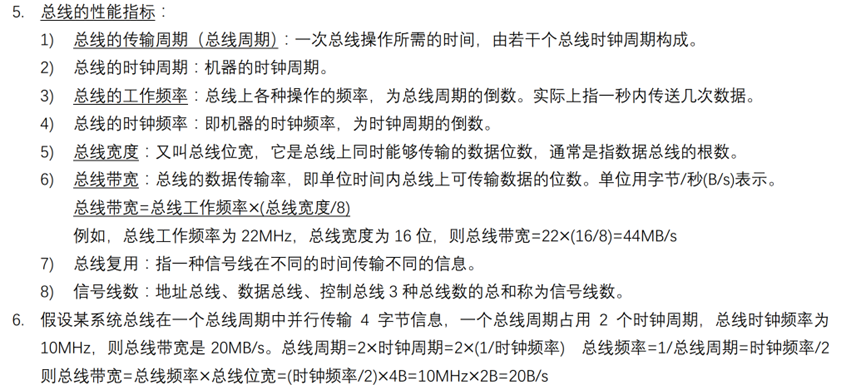 5. 总线的性能指标：
1) 总线的传输周期（总线周期）：一次总线操作所需的时间，由若干个总线时钟周期构成。
2) 总线的时钟周期：机器的时钟周期。
3) 总线的工作频率：总线上各种操作的频率，为总线周期的倒数。实际上指一秒内传送几次数据。
4) 总线的时钟频率：即机器的时钟频率，为时钟周期的倒数。
5) 总线宽度：又叫总线位宽，它是总线上同时能够传输的数据位数，通常是指数据总线的根数。
6) 总线带宽：总线的数据传输率，即单位时间内总线上可传输数据的位数。单位用字节/秒(B/s)表示。
总线带宽=总线工作频率×(总线宽度/8)
例如，总线工作频率为 22MHz，总线宽度为 16 位，则总线带宽=22×(16/8)=44MB/s
7) 总线复用：指一种信号线在不同的时间传输不同的信息。
8) 信号线数：地址总线、数据总线、控制总线 3 种总线数的总和称为信号线数。
6. 假设某系统总线在一个总线周期中并行传输 4 字节信息，一个总线周期占用 2 个时钟周期，总线时钟频率为
10MHz，则总线带宽是 20MB/s。总线周期=2×时钟周期=2×(1/时钟频率) 总线频率=1/总线周期=时钟频率/2
则总线带宽=总线频率×总线位宽=(时钟频率/2)×4B=10MHz×2B=20B/s